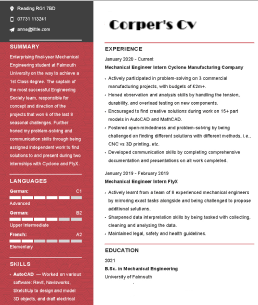 Reading RG1 7BD
07731 113241
anna@title.com
Corper's Cv
SUMMARY
Enterprising final-year Mechanical
Engineering student at Falmouth
University on the way to achieve a
1st Class degree. The captain of
the most successful Engineering
Society team, responsible for the
concept and direction of the
projects that won 5 of the last 8
seasonal challenges. Further
honed my problem-solving and
communication skills through being
assigned independent work to find
solutions to and present during two
internships with Cyclone and FlyX.
LANGUAGES
German: C1
Advanced
German: B2
Upper Intermediate
French: A2
Elementary
SKILLS
AutoCAD — Worked on various
software: Revit, Navisworks,
SketchUp to design and model
3D objects, and draft electrical
EXPERIENCE
January 2020 - Current
Mechanical Engineer Intern Cyclone Manufacturing Company
Actively participated in problem-solving on 3 commercial
manufacturing projects, with budgets of €2m+.
Honed observation and analysis skills by handling the tension,
durability, and overload testing on new components.
Encouraged to find creative solutions during work on 15+ part
models in AutoCAD and MathCAD.
Fostered open-mindedness and problem-solving by being
challenged on finding different solutions with different methods, i.e.,
CNC vs 3D printing, etc.
Developed communication skills by completing comprehensive
documentation and presentations on all work completed.
January 2019 - February 2019
Mechanical Engineer Intern FlyX
Actively learnt from a team of 8 experienced mechanical engineers
by mirroring exact tasks alongside and being challenged to propose
additional solutions.
Sharpened data interpretation skills by being tasked with collecting,
cleaning and analysing the data.
Maintained legal, safety and health guidelines.
EDUCATION
2021
B.Sc. in Mechanical Engineering
University of Falmouth